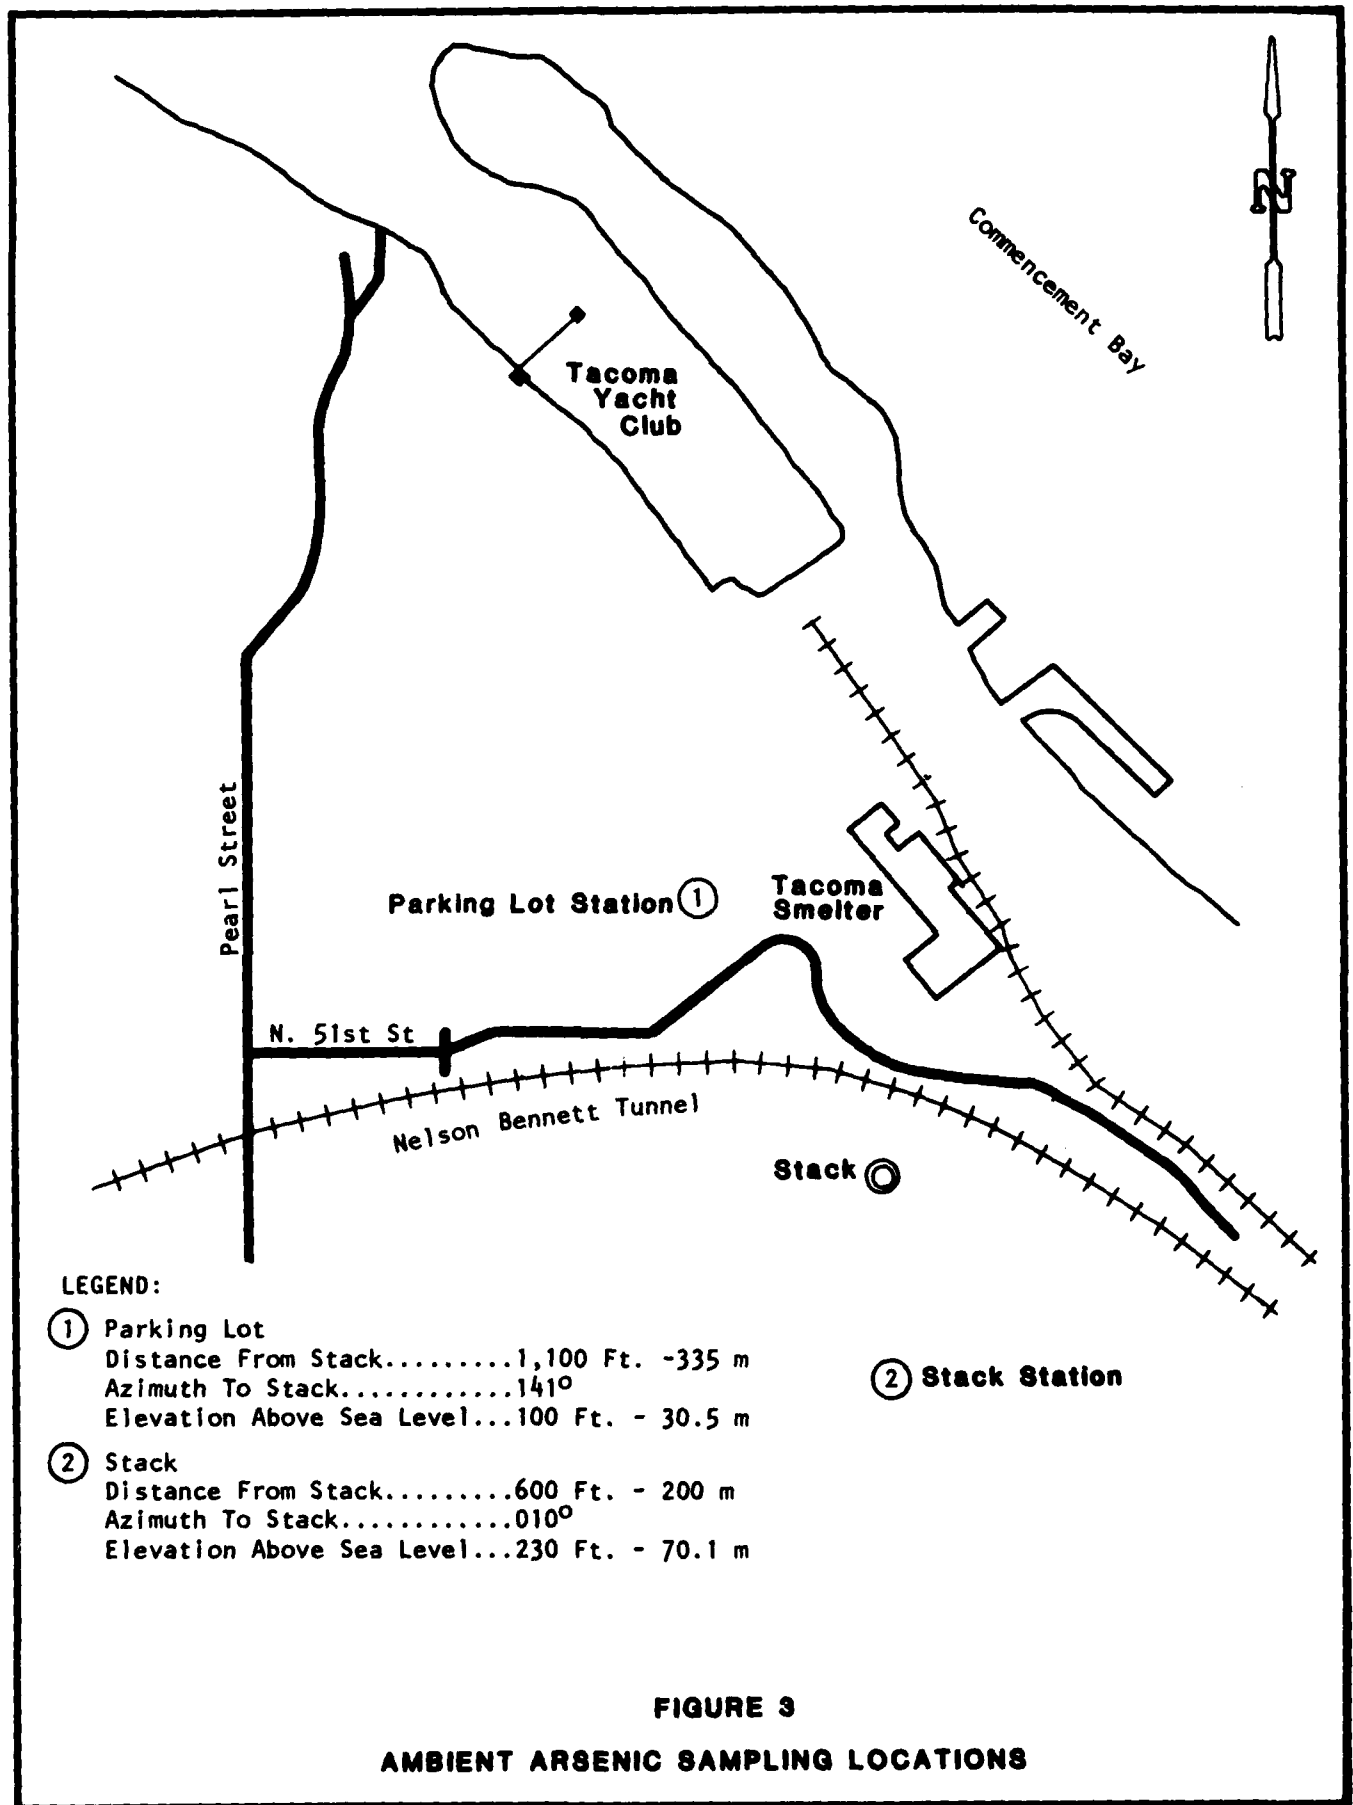 N
Commencement Bay
Tacoma
Yacht
Club
Pearl Street
Parking Lot Station 1
Tacoma
Smelter
N. 51st St
Nelson Bennett Tunnel
Stack
LEGEND:
1 Parking Lot
Distance From Stack.........1,100 Ft. -335 m
Azimuth To Stack............141°
Elevation Above Sea Level...100 Ft. - 30.5 m
2 Stack Station
2 Stack
Distance From Stack.........600 Ft. - 200 m
Azimuth To Stack............010°
Elevation Above Sea Level...230 Ft. - 70.1 m
FIGURE 3
AMBIENT ARSENIC SAMPLING LOCATIONS